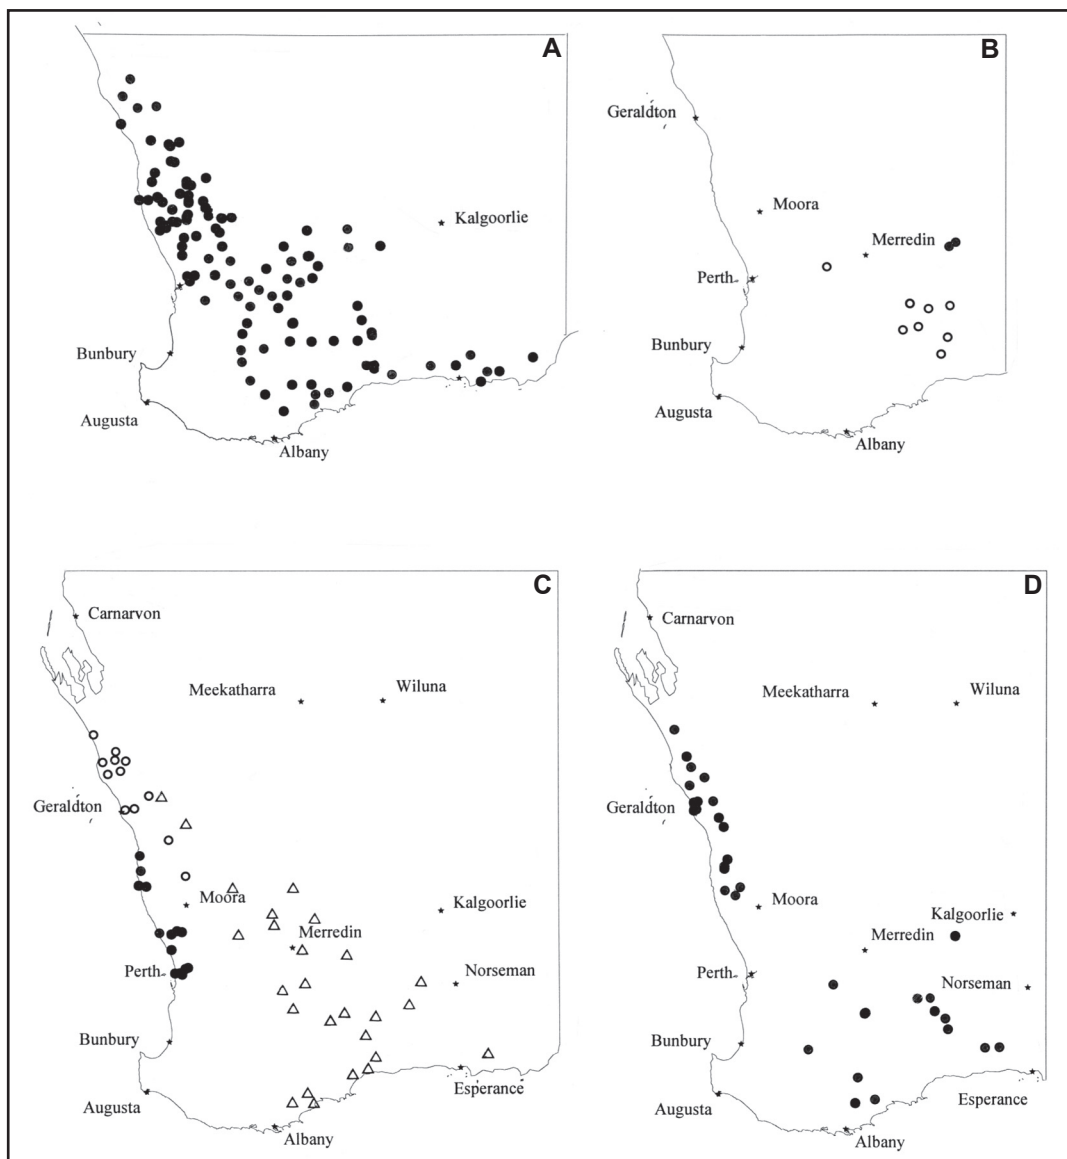 A
Kalgoorlie
Bunbury
Augusta
Albany
B
Geraldton
Moora
Merredin
Perth
Bunbury
Augusta
Albany
C
Carnarvon
Meekatharra
Wiluna
Geraldton
Moora
Kalgoorlie
Merredin
Perth
Norseman
Bunbury
Esperance
Augusta
Albany
D
Carnarvon
Meekatharra
Wiluna
Geraldton
Moora
Kalgoorlie
Merredin
Perth
Norseman
Bunbury
Esperance
Augusta
Albany